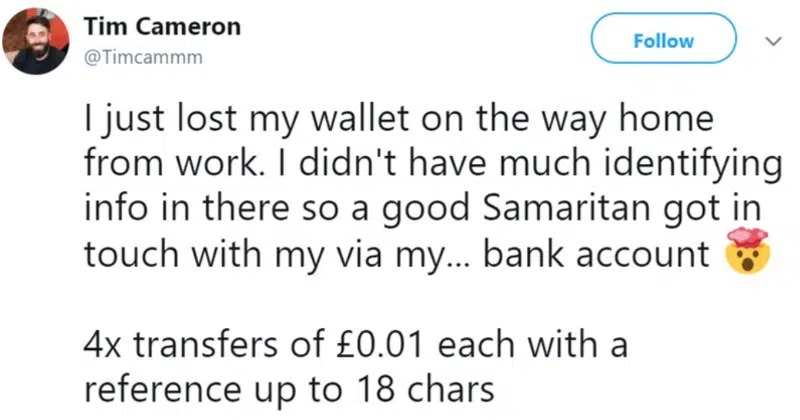 Tim Cameron
@Timcammm
Follow
I just lost my wallet on the way home
from work. I didn't have much identifying
info in there so a good Samaritan got in
touch with my via my... bank account 🤯
4x transfers of £0.01 each with a
reference up to 18 chars